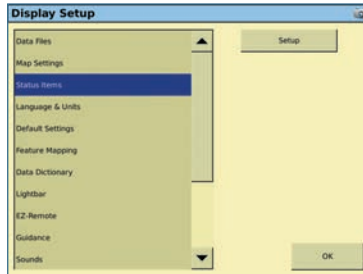 Display Setup
Data Files
Setup
Map Settings
Status Items
Language & Units
Default Settings
Feature Mapping
Data Dictionary
Lightbar
EZ-Remote
Guidance
Sounds
OK